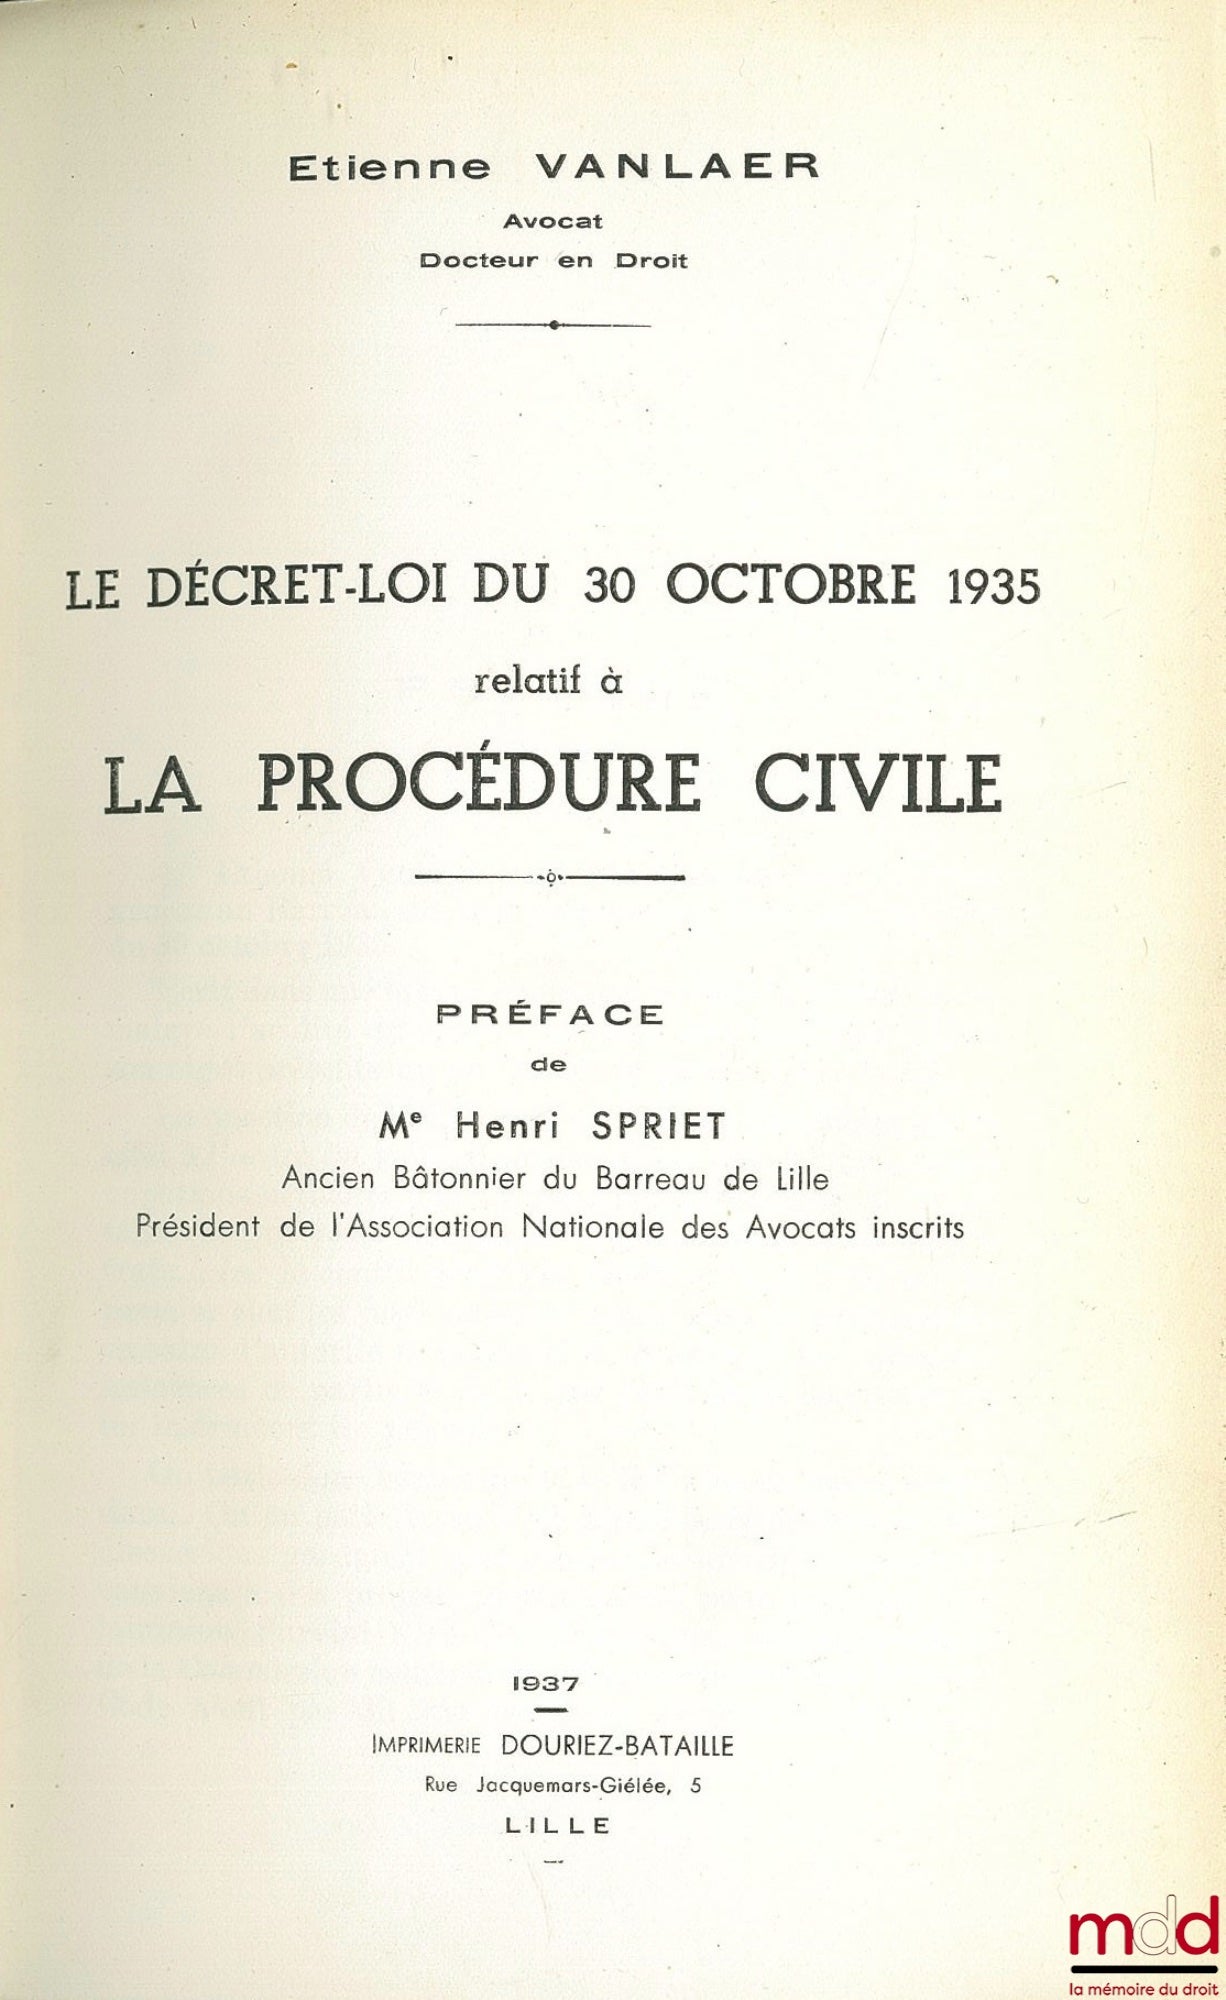 Etienne VANLAER
Avocat
Docteur en Droit
LE DÉCRET-LOI DU 30 OCTOBRE 1935
relatif à
LA PROCÉDURE CIVILE
PRÉFACE
de
Me Henri SPRIET
Ancien Bâtonnier du Barreau de Lille
Président de l'Association Nationale des Avocats inscrits
1937
IMPRIMERIE DOURIEZ-BATAILLE
Rue Jacquemars-Giélée, 5
LILLE
mdd
la mémoire du droit